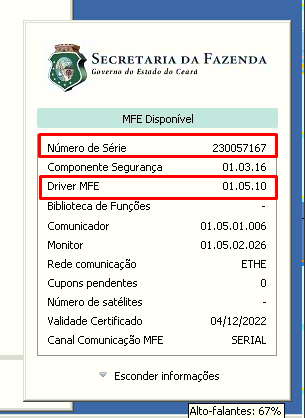 SECRETARIA DA FAZENDA
Governo do Estado do Ceará
MFE Disponível
Número de Série 230057167
Componente Segurança 01.03.16
Driver MFE 01.05.10
Biblioteca de Funções -
Comunicador 01.05.01.006
Monitor 01.05.02.026
Rede comunicação ETHE
Cupons pendentes 0
Número de satélites -
Validade Certificado 04/12/2022
Canal Comunicação MFE SERIAL
Esconder informações
Alto-falantes: 67%